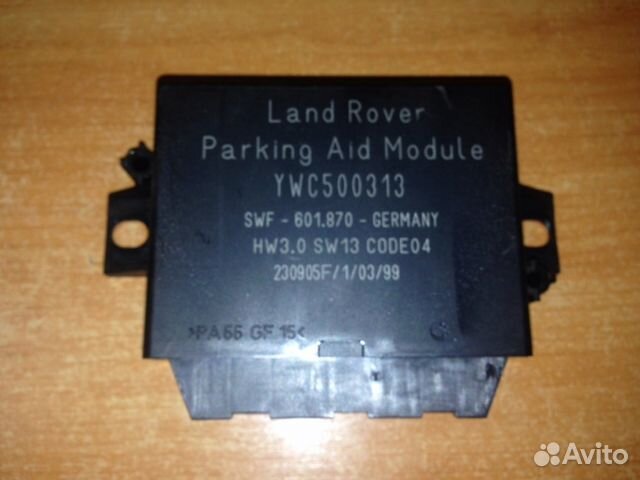 Land Rover
Parking Aid Module
YWC500313
SWF - 601.870 - GERMANY
HW3.0 SW13 CODE04
230905F/1/03/99
>PA66 GF 15<
Avito